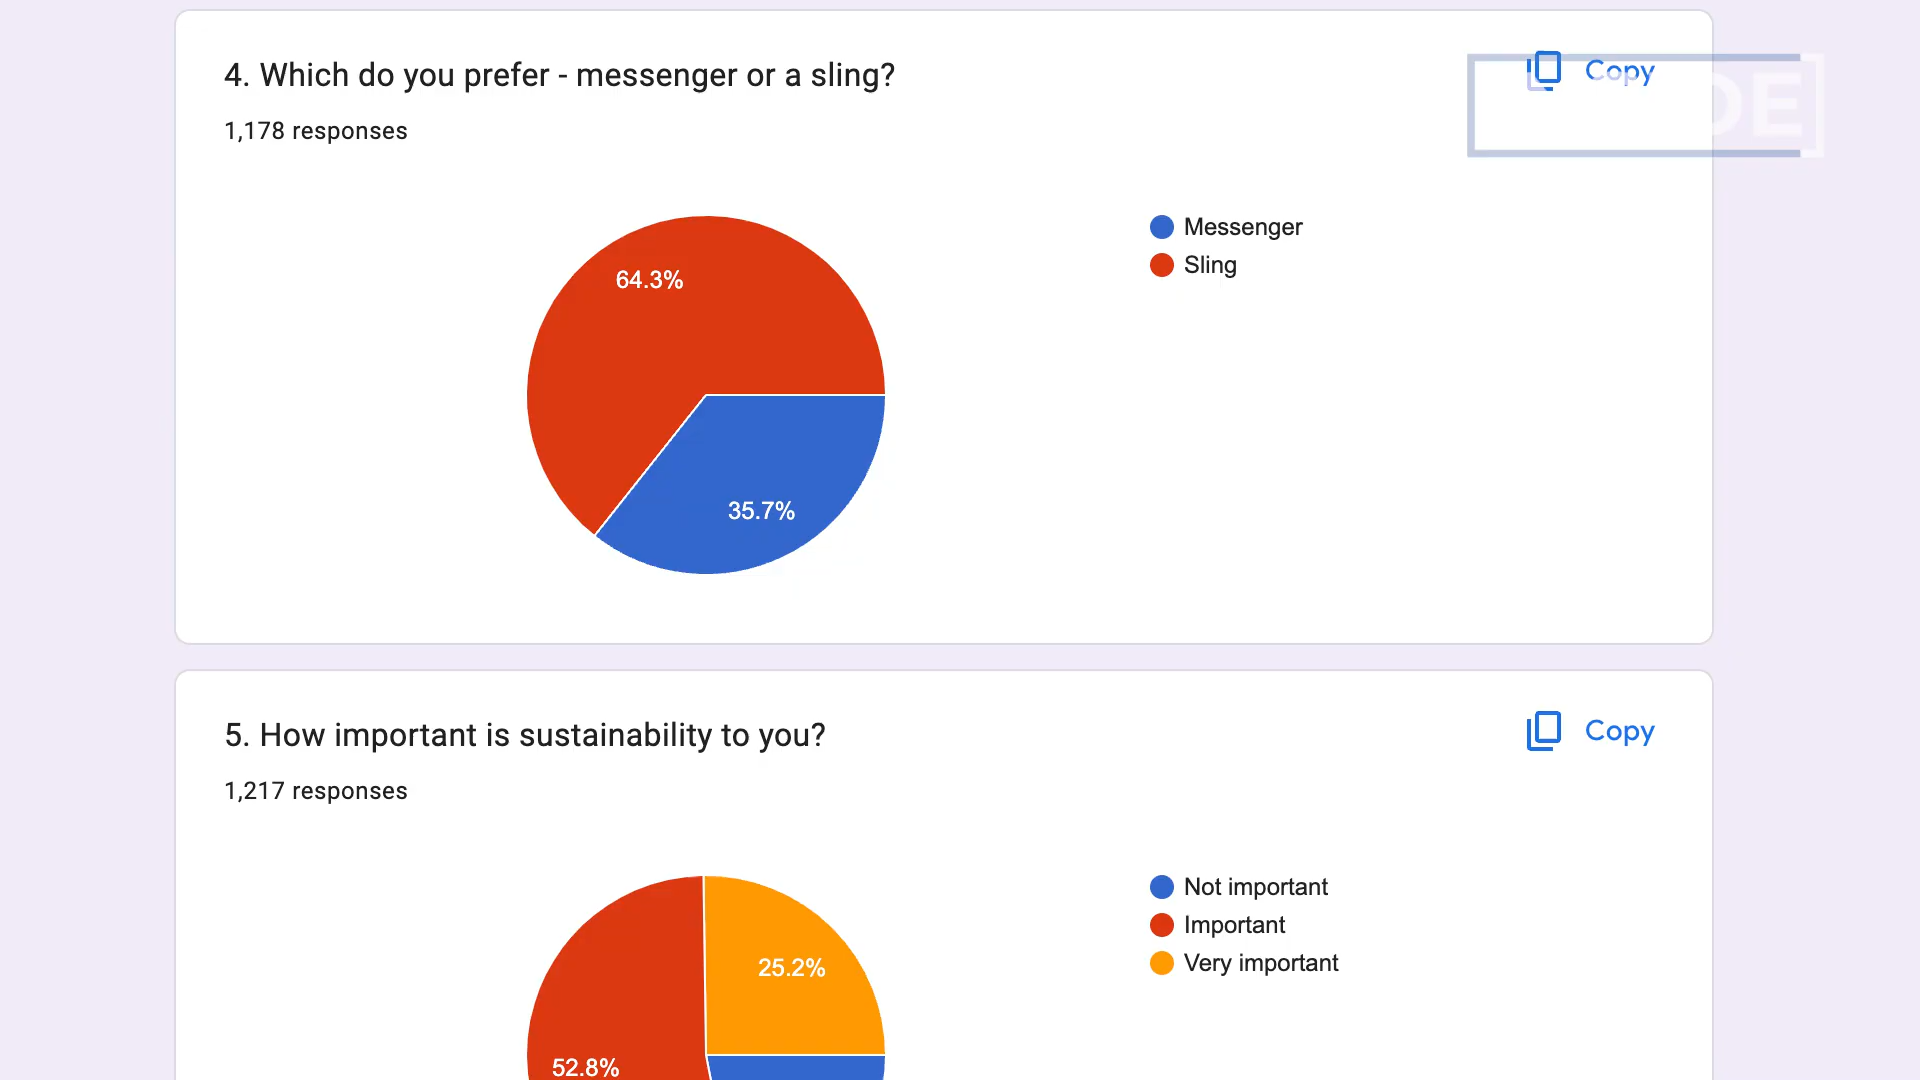 4. Which do you prefer - messenger or a sling?
Copy
1,178 responses
Messenger
Sling
64.3%
35.7%
5. How important is sustainability to you?
Copy
1,217 responses
Not important
Important
Very important
25.2%
52.8%